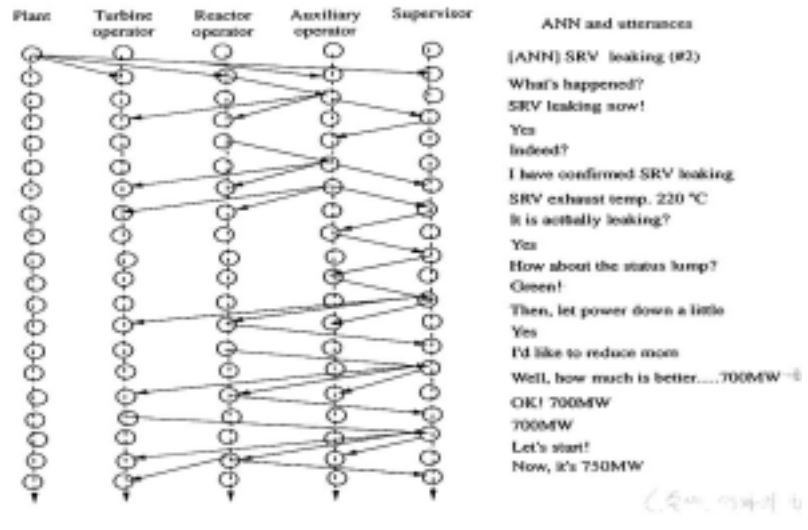 Plant Turbine operator Reactor operator Auxiliary operator Supervisor
ANN and utterances
[ANN] SRV leaking (#2)
What's happened?
SRV leaking now!
Yes
Indeed?
I have confirmed SRV leaking
SRV exhaust temp. 220 °C
It is acttally leaking?
Yes
How about the status lump?
Green!
Then, let power down a little
Yes
I'd like to reduce mom
Well, how much is better.....700MW
OK! 700MW
700MW
Let's start!
Now, it's 750MW